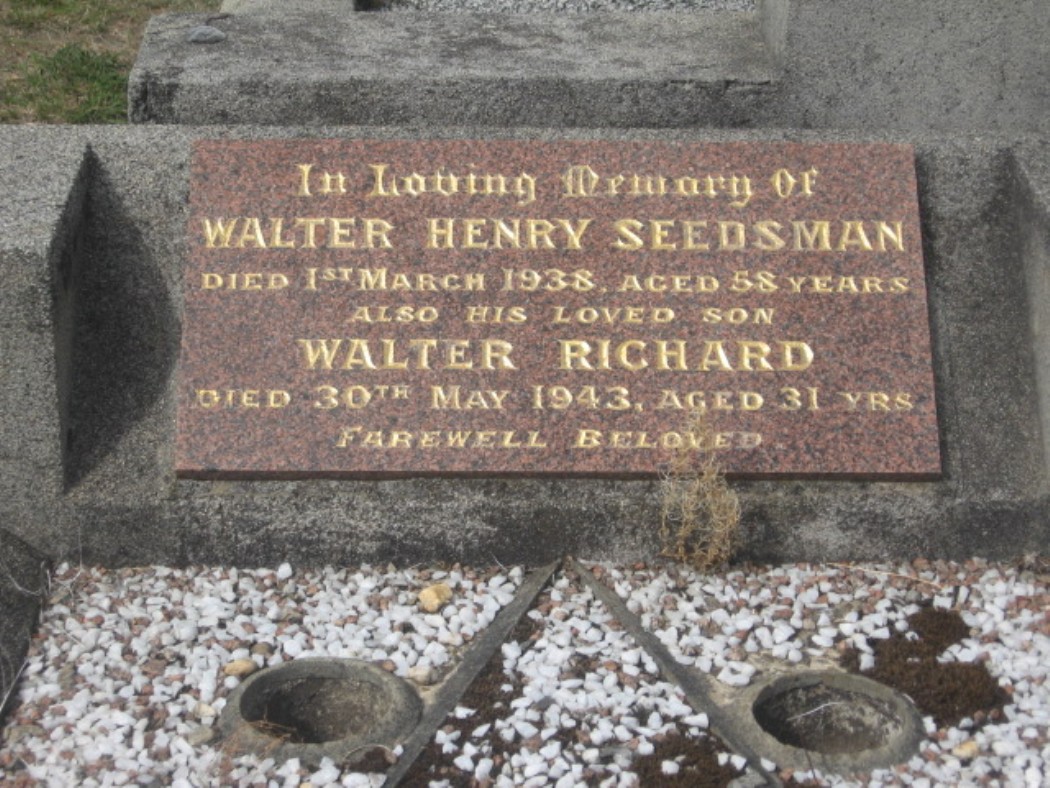 In Loving Memory Of
WALTER HENRY SEEDSMAN
DIED 1ST MARCH 1938, AGED 58 YEARS
ALSO HIS LOVED SON
WALTER RICHARD
DIED 30TH MAY 1943, AGED 31 YRS
FAREWELL BELOVED